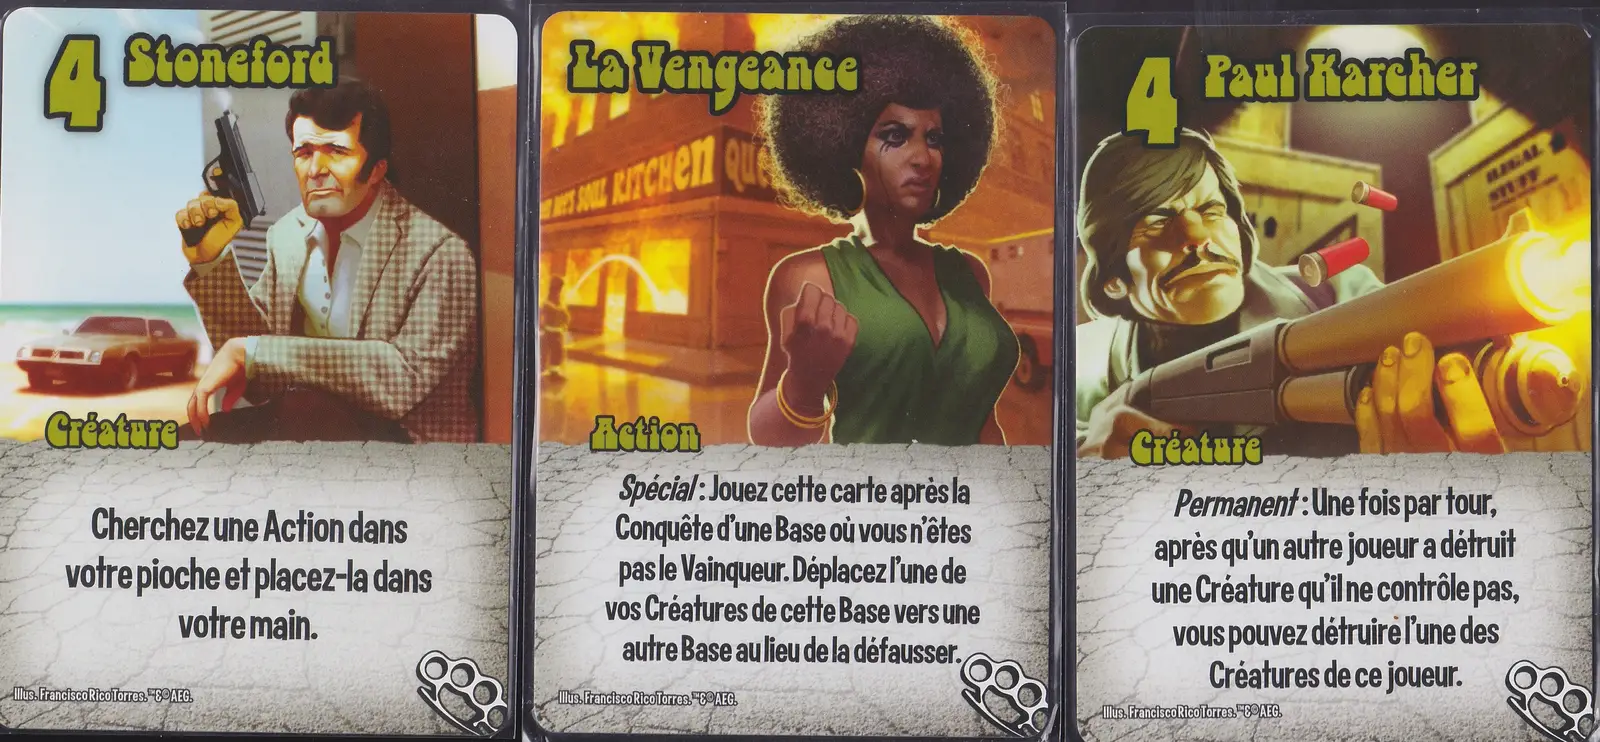 4
Stoneford
Créature
Cherchez une Action dans
votre pioche et placez-la dans
votre main.
Illus. Francisco Rico Torres. ™&©AEG.
La Vengeance
SOUL KITCHEN
Action
Spécial : Jouez cette carte après la
Conquête d'une Base où vous n'êtes
pas le Vainqueur. Déplacez l'une de
vos Créatures de cette Base vers une
autre Base au lieu de la défausser.
Illus. Francisco Rico Torres. ™&©AEG.
4
Paul Karcher
ILLEGAL
STUFF
Créature
Permanent : Une fois par tour,
après qu'un autre joueur a détruit
une Créature qu'il ne contrôle pas,
vous pouvez détruire l'une des
Créatures de ce joueur.
Illus. Francisco Rico Torres. ™&©AEG.